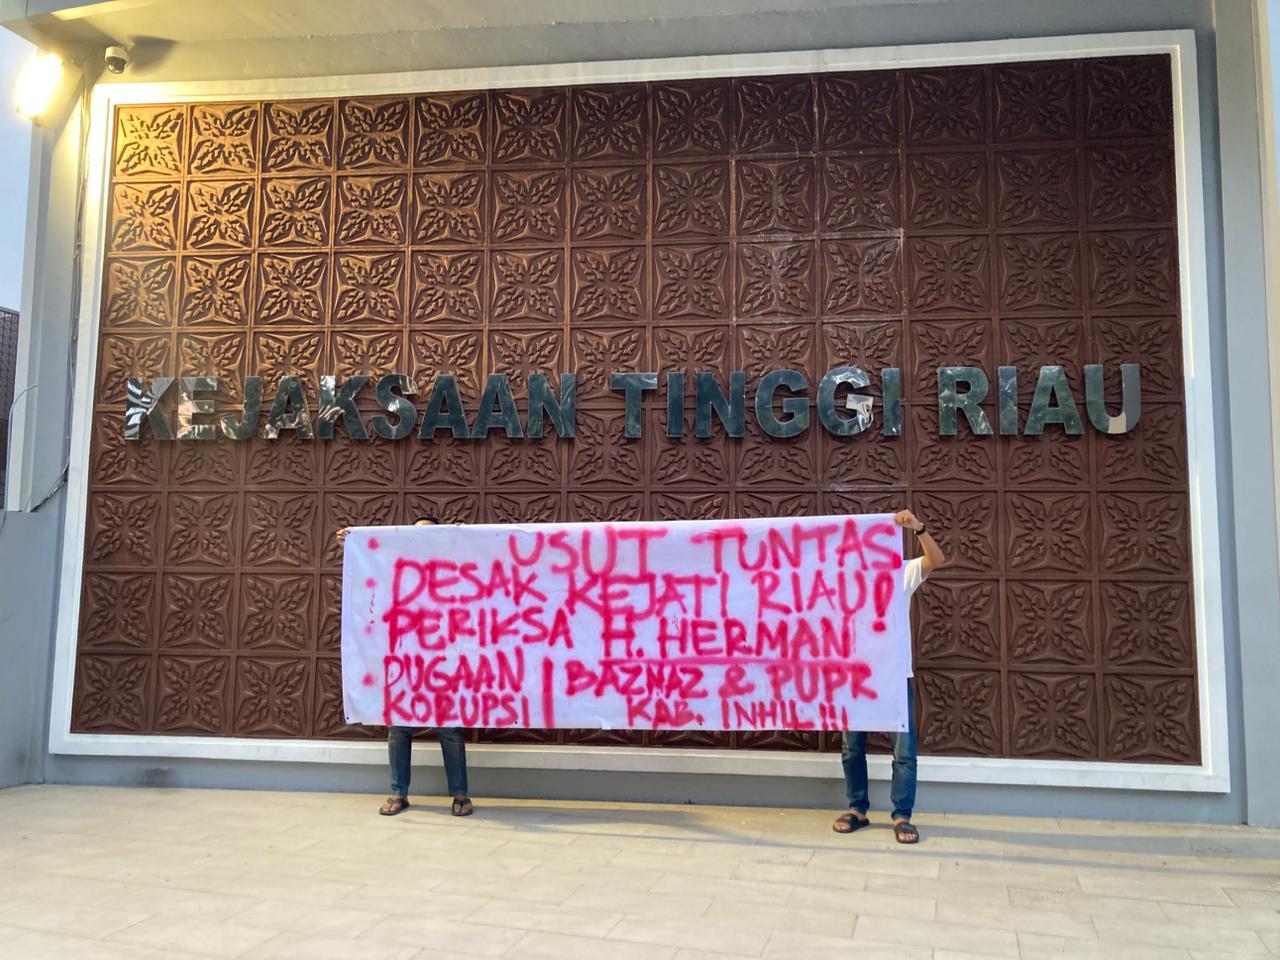 KEJAKSAAN TINGGI RIAU
USUT TUNTAS
DESAK KEJATI RIAU!
PERIKSA H. HERMAN
DUGAAN KORUPSI | BAZNAZ & PUPR
KAB. INHIL!!!